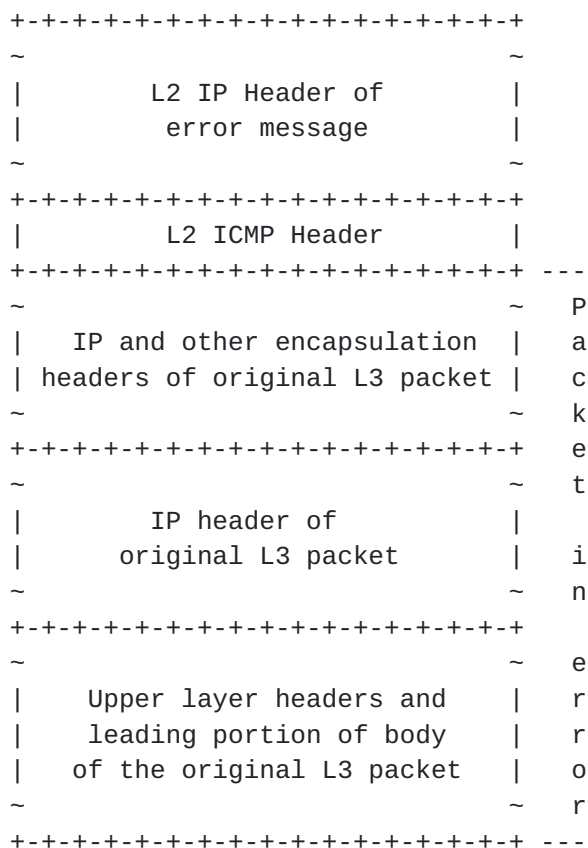 +-+-+-+-+-+-+-+-+-+-+-+-+-+-+-+-+
~                               ~
|        L2 IP Header of        |
|         error message         |
~                               ~
+-+-+-+-+-+-+-+-+-+-+-+-+-+-+-+-+
|         L2 ICMP Header        |
+-+-+-+-+-+-+-+-+-+-+-+-+-+-+-+-+ ---
~                               ~   P
|   IP and other encapsulation  |   a
| headers of original L3 packet |   c
~                               ~   k
+-+-+-+-+-+-+-+-+-+-+-+-+-+-+-+-+   e
~                               ~   t
|        IP header of           |
|      original L3 packet       |   i
~                               ~   n
+-+-+-+-+-+-+-+-+-+-+-+-+-+-+-+-+
~                               ~   e
|    Upper layer headers and    |   r
|    leading portion of body    |   r
|   of the original L3 packet   |   o
~                               ~   r
+-+-+-+-+-+-+-+-+-+-+-+-+-+-+-+-+ ---